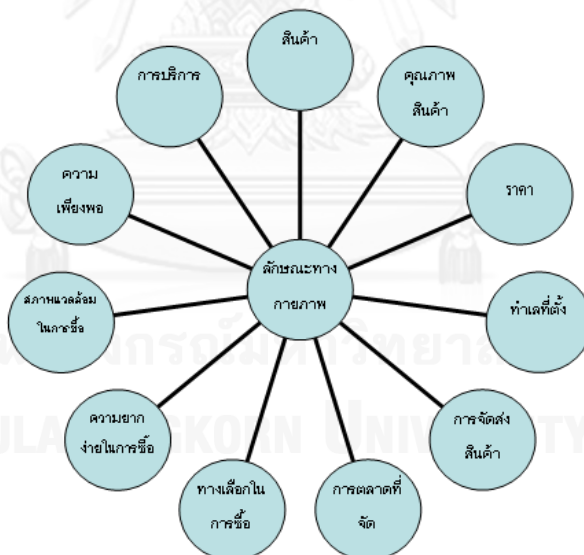 สินค้า
คุณภาพ
สินค้า
ราคา
ทำเลที่ตั้ง
การจัดส่ง
สินค้า
การตลาดที่
จัด
ทางเลือกใน
การซื้อ
ความยาก
ง่ายในการซื้อ
สภาพแวดล้อม
ในการซื้อ
ความ
เพียงพอ
การบริการ
ลักษณะทาง
กายภาพ